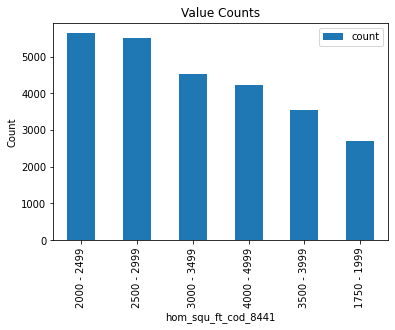 Value Counts
count
5000
4000
3000
2000
1000
0
Count
2000 - 2499
2500 - 2999
3000 - 3499
4000 - 4999
3500 - 3999
1750 - 1999
hom_squ_ft_cod_8441